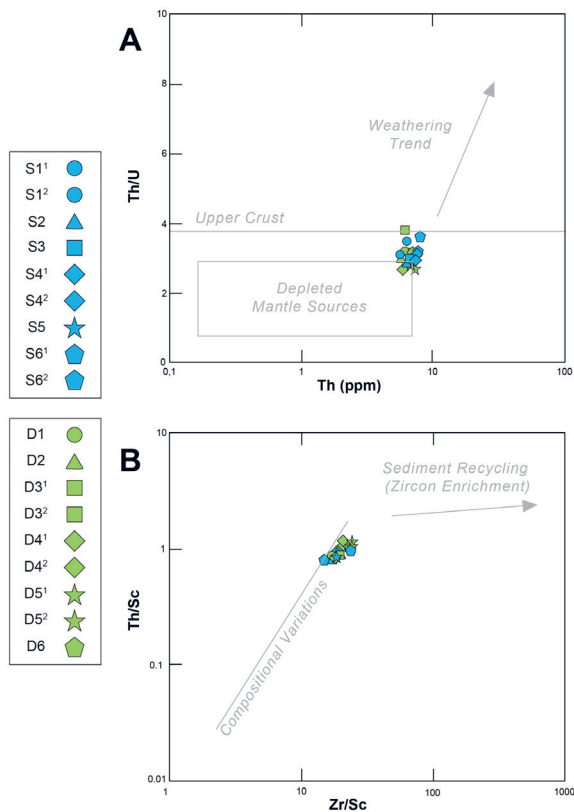 A
10
8
6
4
2
0
Th/U
Weathering
Trend
Upper Crust
Depleted
Mantle Sources
0,1
1
10
100
Th (ppm)
S1¹
S1²
S2
S3
S4¹
S4²
S5
S6¹
S6²
D1
D2
D3¹
D3²
D4¹
D4²
D5¹
D5²
D6
B
10
1
0.1
0.01
Th/Sc
Sediment Recycling
(Zircon Enrichment)
Compositional Variations
1
10
100
1000
Zr/Sc